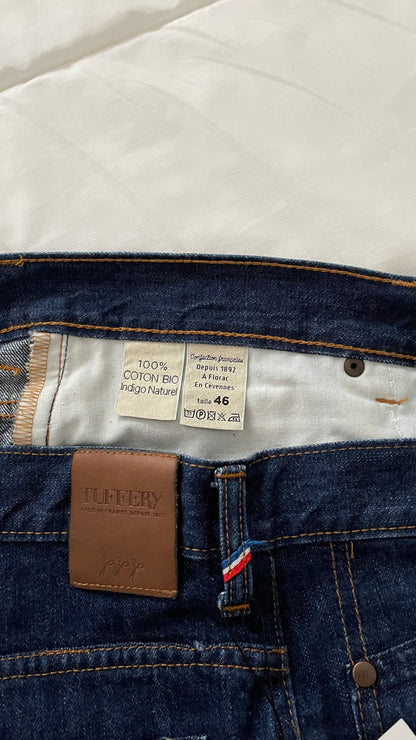 100%
COTON BIO
Indigo Naturel
Confection française
Depuis 1892
A Florac
En Cévennes
taille 46
TUFFERY
MADE IN FRANCE DEPUIS 1892